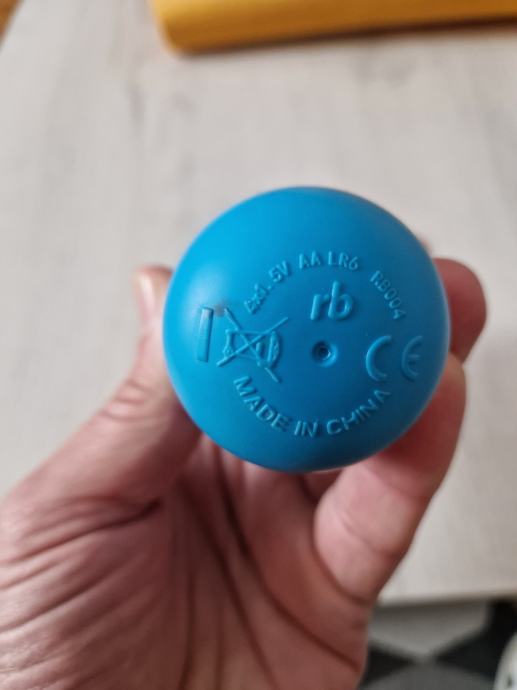 4x1.5V AA LR6 RB004
rb
CE
MADE IN CHINA